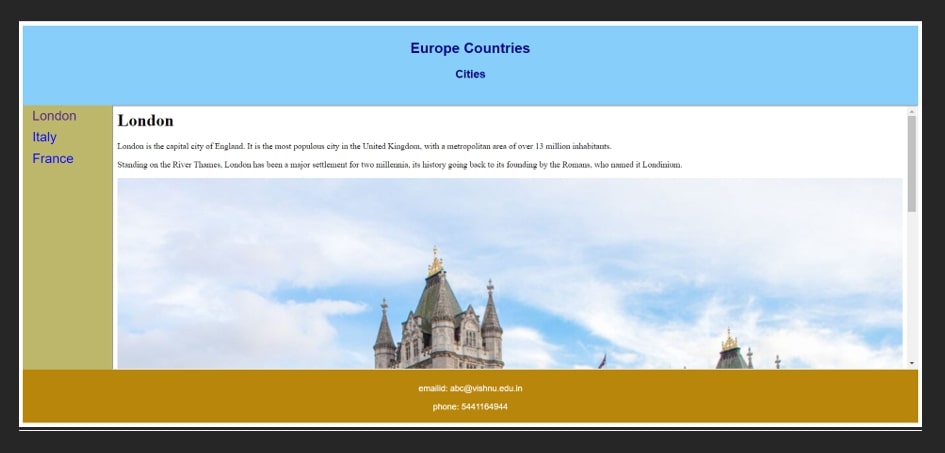 Europe Countries
Cities
London
Italy
France
London
London is the capital city of England. It is the most populous city in the United Kingdom, with a metropolitan area of over 13 million inhabitants.
Standing on the River Thames, London has been a major settlement for two millennia, its history going back to its founding by the Romans, who named it Londinium.
emailid: abc@vishnu.edu.in
phone: 5441164944